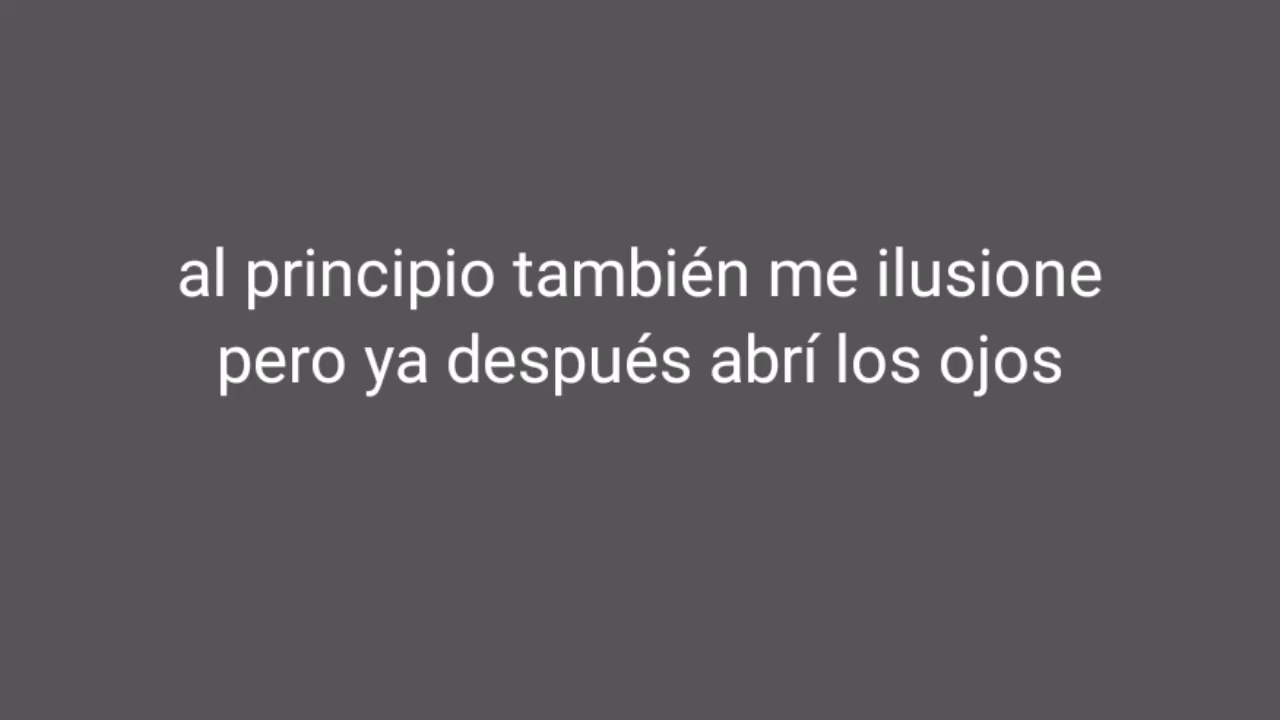 al principio también me ilusione
pero ya después abrí los ojos